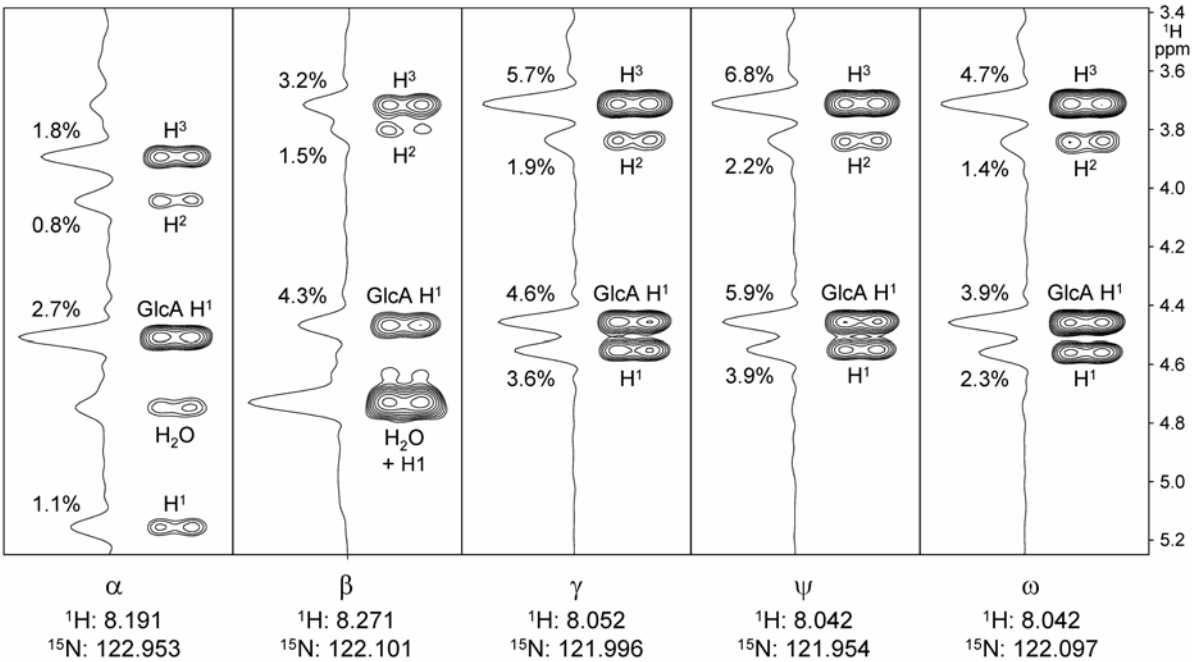 3.4
¹H
ppm
3.6
3.8
4.0
4.2
4.4
4.6
4.8
5.0
5.2
1.8%
H³
0.8%
H²
2.7%
GlcA H¹
H₂O
1.1%
H¹
3.2%
H³
1.5%
H²
4.3%
GlcA H¹
H₂O
+ H1
5.7%
H³
1.9%
H²
4.6%
GlcA H¹
3.6%
H¹
6.8%
H³
2.2%
H²
5.9%
GlcA H¹
3.9%
H¹
4.7%
H³
1.4%
H²
3.9%
GlcA H¹
2.3%
H¹
α
¹H: 8.191
¹⁵N: 122.953
β
¹H: 8.271
¹⁵N: 122.101
γ
¹H: 8.052
¹⁵N: 121.996
ψ
¹H: 8.042
¹⁵N: 121.954
ω
¹H: 8.042
¹⁵N: 122.097